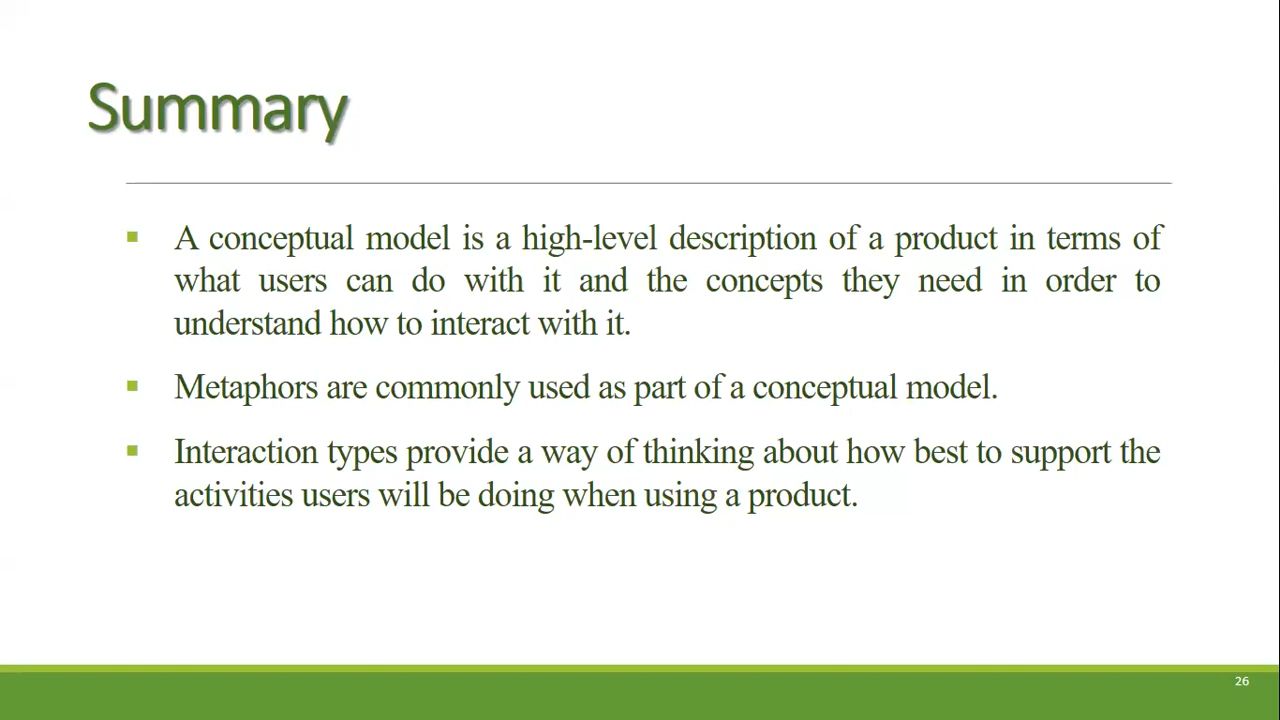 Summary
▪ A conceptual model is a high-level description of a product in terms of
what users can do with it and the concepts they need in order to
understand how to interact with it.
▪ Metaphors are commonly used as part of a conceptual model.
▪ Interaction types provide a way of thinking about how best to support the
activities users will be doing when using a product.
26